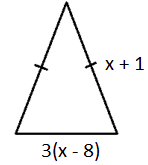 x + 1
3(x - 8)